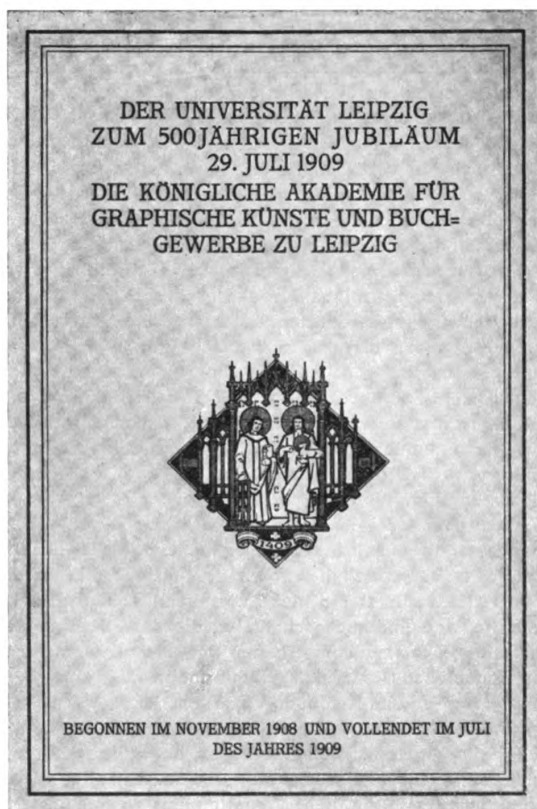 DER UNIVERSITÄT LEIPZIG
ZUM 500JÄHRIGEN JUBILÄUM
29. JULI 1909
DIE KÖNIGLICHE AKADEMIE FÜR
GRAPHISCHE KÜNSTE UND BUCH=
GEWERBE ZU LEIPZIG
1409
BEGONNEN IM NOVEMBER 1908 UND VOLLENDET IM JULI
DES JAHRES 1909